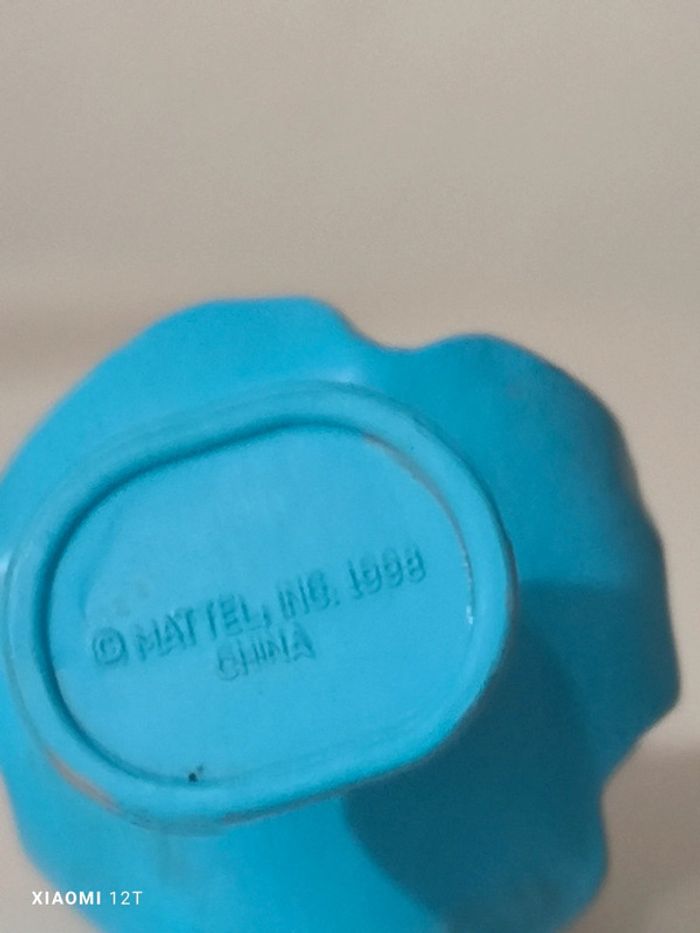 © MATTEL, INC. 1998
CHINA
XIAOMI 12T